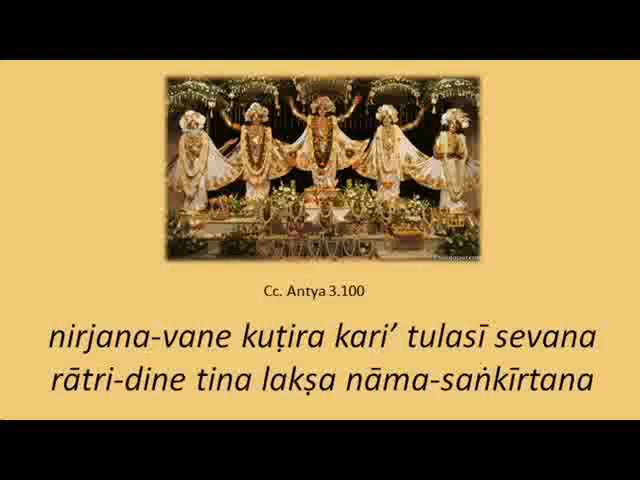 Cc. Antya 3.100
nirjana-vane kuṭira kari’ tulasī sevana
rātri-dine tina lakṣa nāma-saṅkīrtana